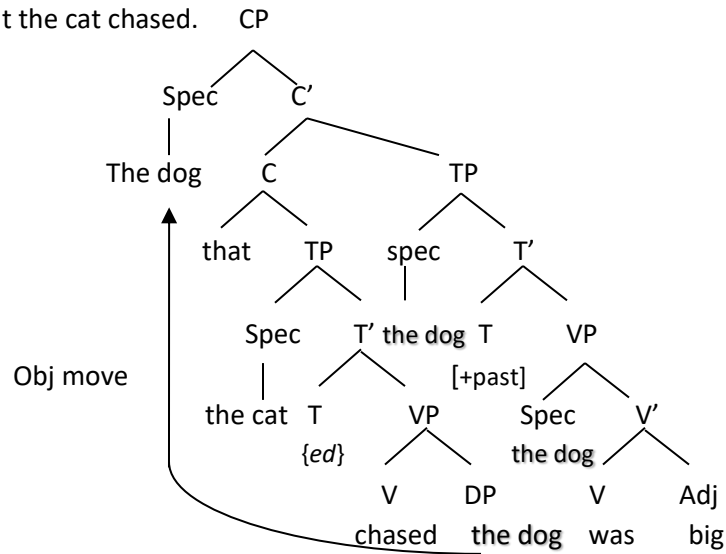 t the cat chased. CP
Spec C’
The dog C TP
that TP spec T’
Spec T’ the dog T VP
Obj move [+past]
the cat T VP Spec V’
{ed} the dog
V DP V Adj
chased the dog was big